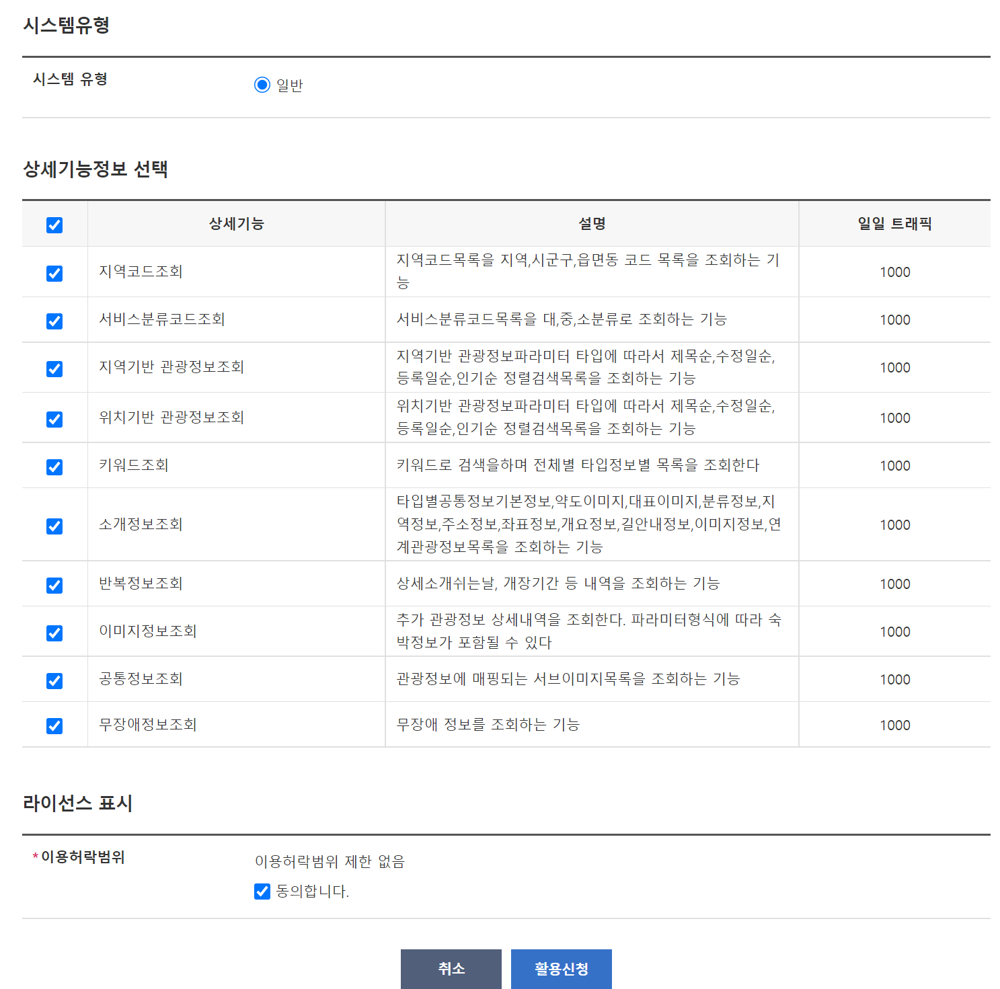 시스템유형
시스템 유형
일반
상세기능정보 선택
상세기능 설명 일일 트래픽
지역코드조회
지역코드목록을 지역,시군구,읍면동 코드 목록을 조회하는 기
능
1000
서비스분류코드조회
서비스분류코드목록을 대,중,소분류로 조회하는 기능
1000
지역기반 관광정보조회
지역기반 관광정보파라미터 타입에 따라서 제목순,수정일순,
등록일순,인기순 정렬검색목록을 조회하는 기능
1000
위치기반 관광정보조회
위치기반 관광정보파라미터 타입에 따라서 제목순,수정일순,
등록일순,인기순 정렬검색목록을 조회하는 기능
1000
키워드조회
키워드로 검색을하며 전체별 타입정보별 목록을 조회한다
1000
소개정보조회
타입별공통정보기본정보,약도이미지,대표이미지,분류정보,지
역정보,주소정보,좌표정보,개요정보,길안내정보,이미지정보,연
계관광정보목록을 조회하는 기능
1000
반복정보조회
상세소개쉬는날, 개장기간 등 내역을 조회하는 기능
1000
이미지정보조회
추가 관광정보 상세내역을 조회한다. 파라미터형식에 따라 숙
박정보가 포함될 수 있다
1000
공통정보조회
관광정보에 매핑되는 서브이미지목록을 조회하는 기능
1000
무장애정보조회
무장애 정보를 조회하는 기능
1000
라이선스 표시
*이용허락범위
이용허락범위 제한 없음
동의합니다.
취소
활용신청